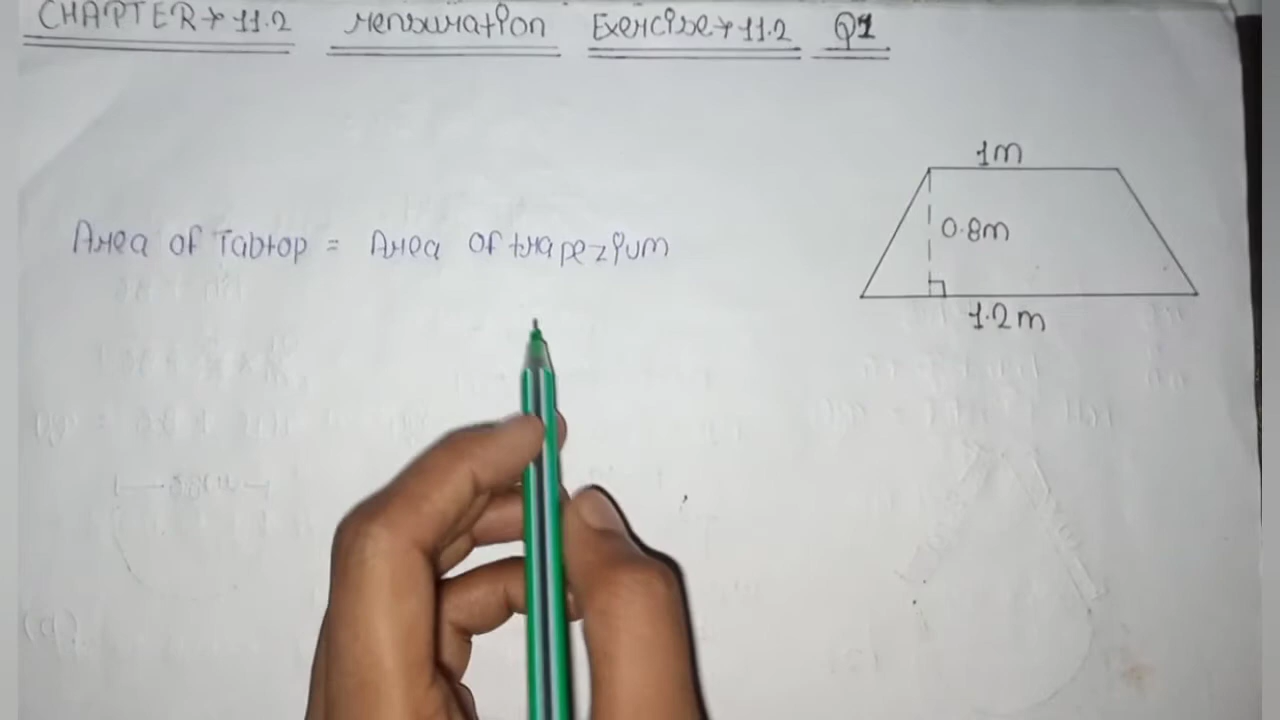 CHAPTER → 11.2 Mensuration Exercise → 11.2 Q1
1m
Area of Tabtop = Area of trapezium
0.8m
1.2m
(a)